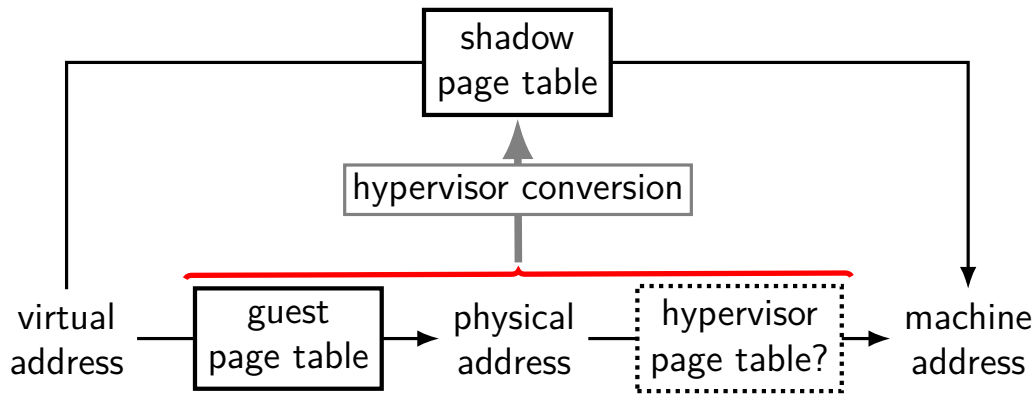 shadow
page table
hypervisor conversion
virtual
address
guest
page table
physical
address
hypervisor
page table?
machine
address